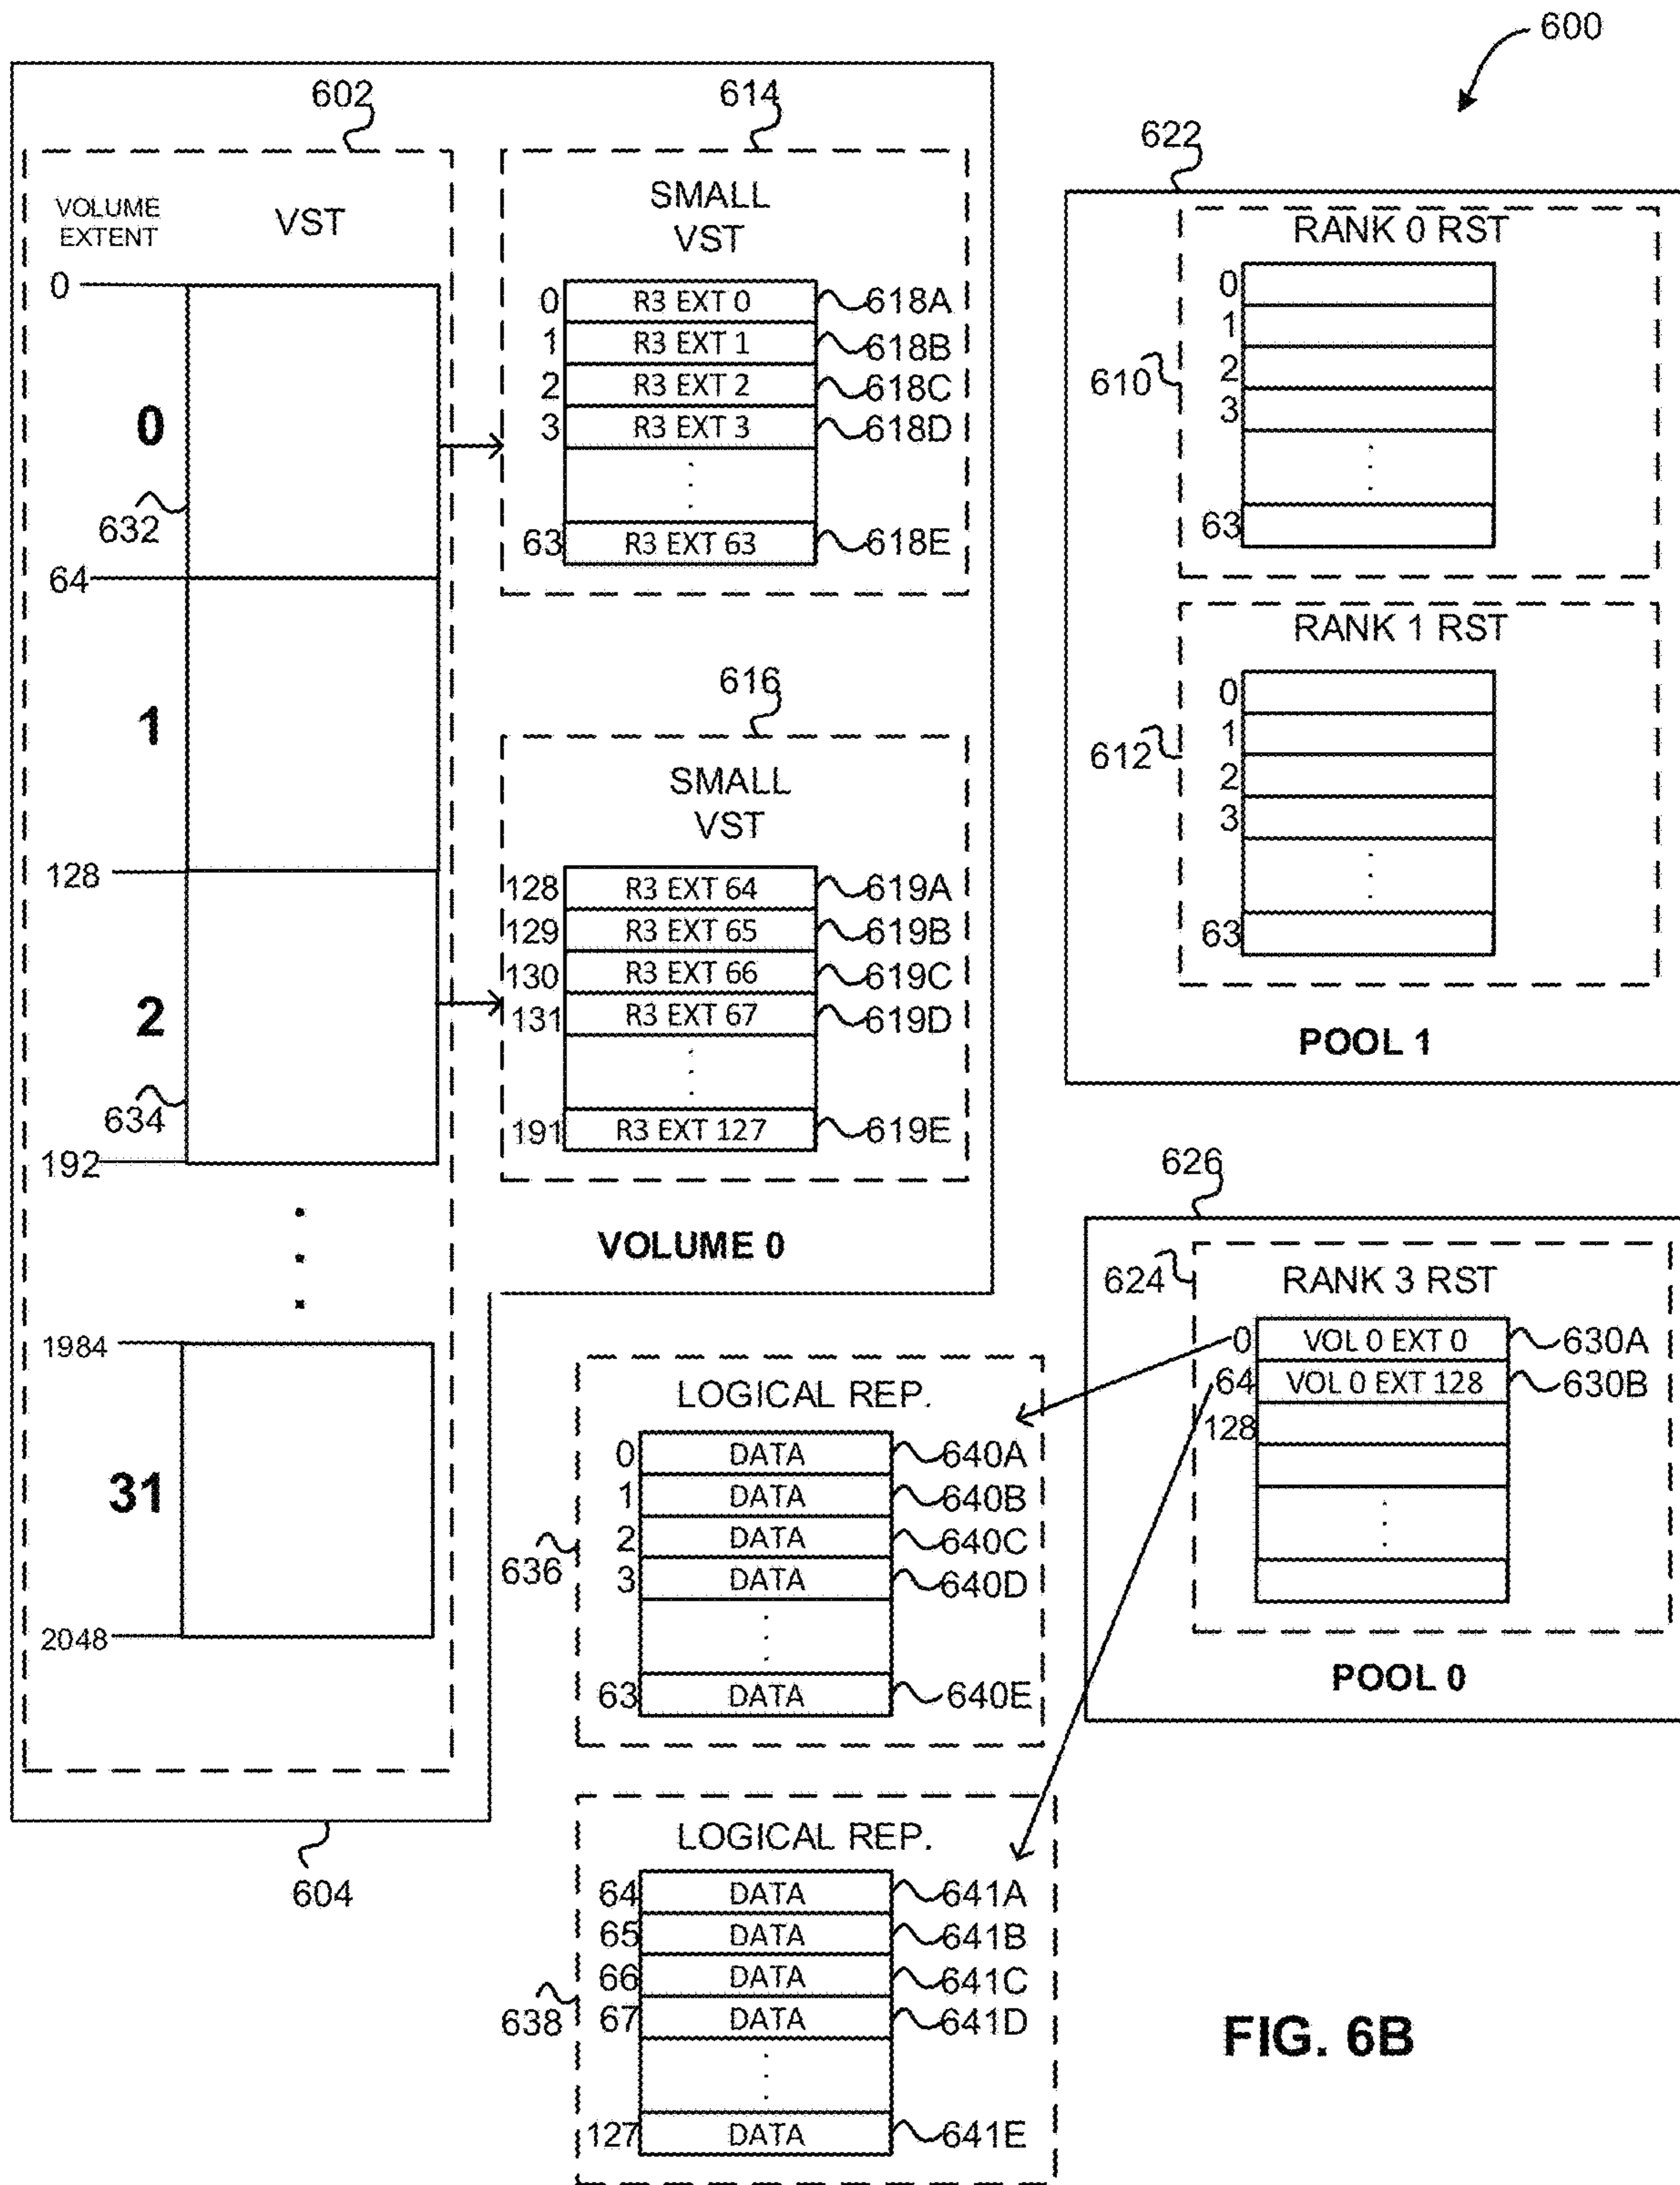 600
602
614
622
VOLUME
EXTENT
VST
SMALL
VST
RANK 0 RST
0
0
632
64
1
128
2
634
192
1984
31
2048
0 R3 EXT 0 618A
1 R3 EXT 1 618B
2 R3 EXT 2 618C
3 R3 EXT 3 618D
63 R3 EXT 63 618E
616
SMALL
VST
128 R3 EXT 64 619A
129 R3 EXT 65 619B
130 R3 EXT 66 619C
131 R3 EXT 67 619D
191 R3 EXT 127 619E
VOLUME 0
604
610
0
1
2
3
63
RANK 1 RST
612
0
1
2
3
63
POOL 1
626
624
RANK 3 RST
0 VOL 0 EXT 0 630A
64 VOL 0 EXT 128 630B
128
POOL 0
LOGICAL REP.
636
0 DATA 640A
1 DATA 640B
2 DATA 640C
3 DATA 640D
63 DATA 640E
LOGICAL REP.
638
64 DATA 641A
65 DATA 641B
66 DATA 641C
67 DATA 641D
127 DATA 641E
FIG. 6B